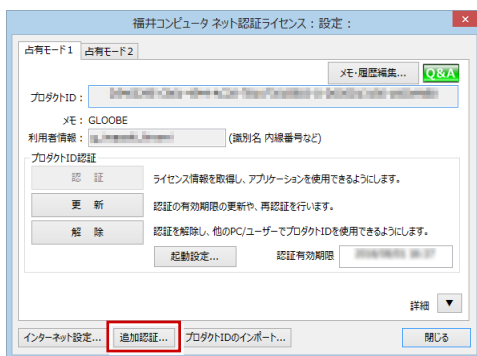 福井コンピュータ ネット認証ライセンス：設定：
占有モード1 占有モード2
メモ・履歴編集... Q&A
プロダクトID：
メモ： GLOOBE
利用者情報： (識別名 内線番号など)
プロダクトID認証
認 証 ライセンス情報を取得し、アプリケーションを使用できるようにします。
更 新 認証の有効期限の更新や、再認証を行います。
解 除 認証を解除し、他のPC/ユーザーでプロダクトIDを使用できるようにします。
起動設定... 認証有効期限
詳細 ▼
インターネット設定... 追加認証... プロダクトIDのインポート... 閉じる